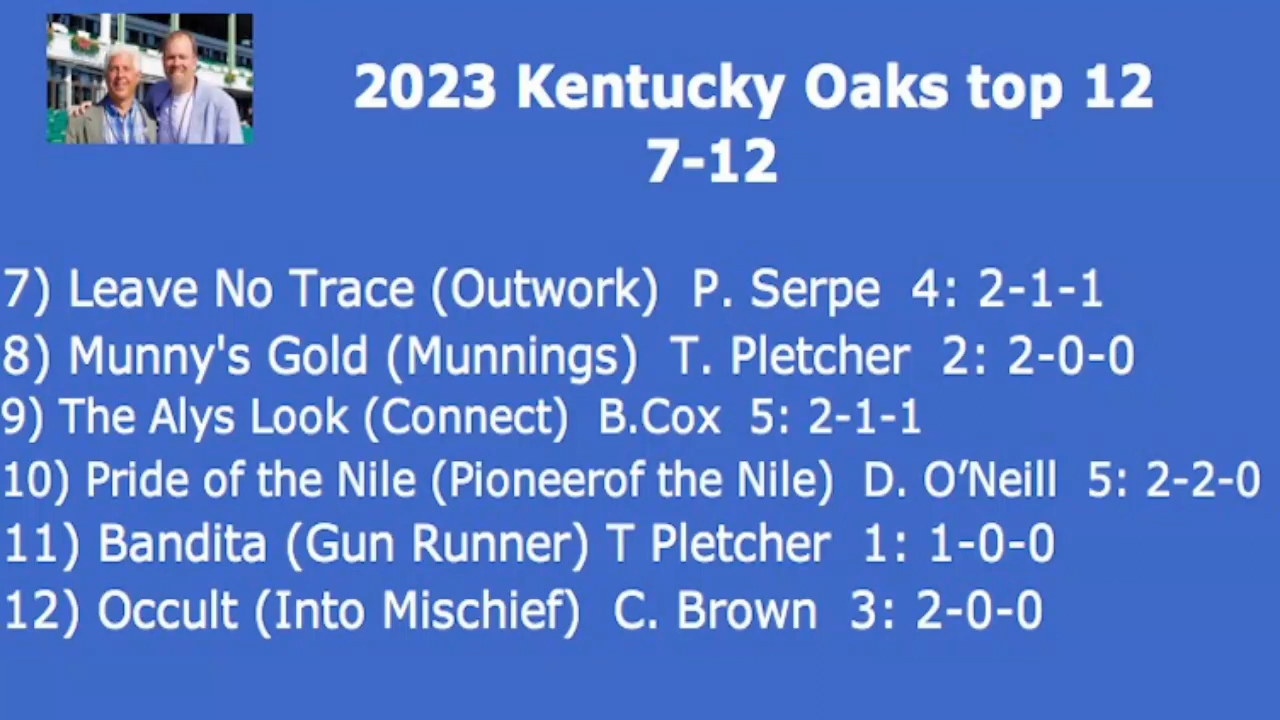 2023 Kentucky Oaks top 12
7-12
7) Leave No Trace (Outwork) P. Serpe 4: 2-1-1
8) Munny's Gold (Munnings) T. Pletcher 2: 2-0-0
9) The Alys Look (Connect) B.Cox 5: 2-1-1
10) Pride of the Nile (Pioneerof the Nile) D. O’Neill 5: 2-2-0
11) Bandita (Gun Runner) T Pletcher 1: 1-0-0
12) Occult (Into Mischief) C. Brown 3: 2-0-0